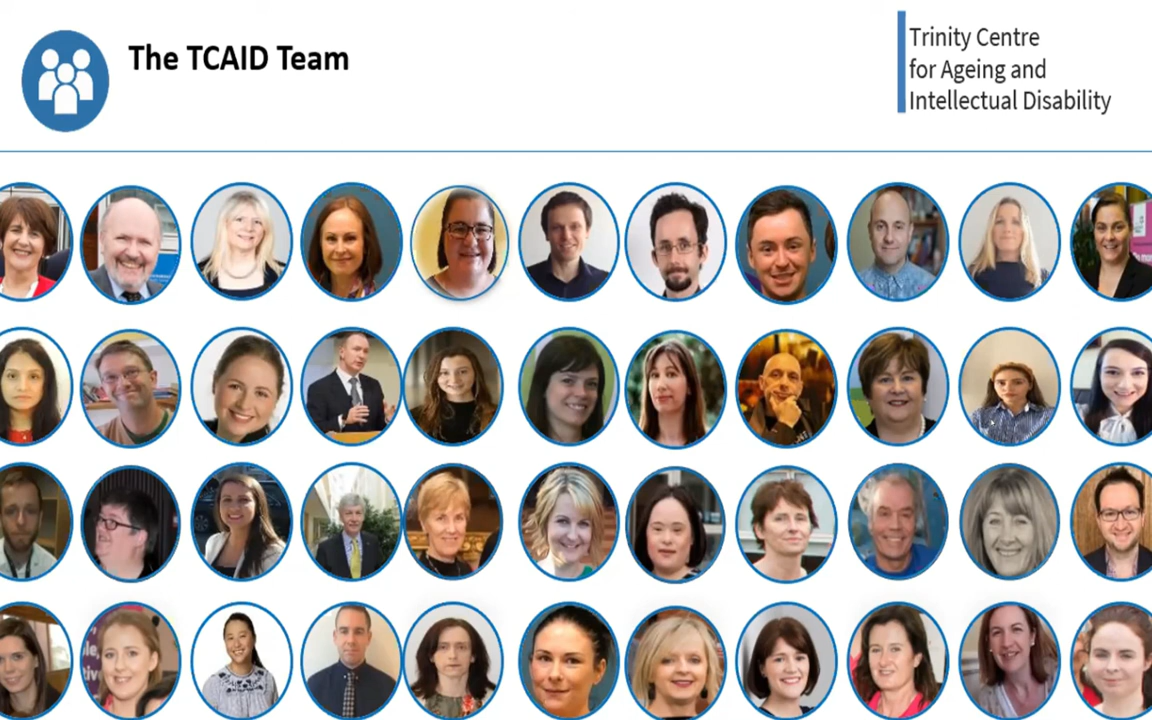 The TCAID Team
Trinity Centre
for Ageing and
Intellectual Disability